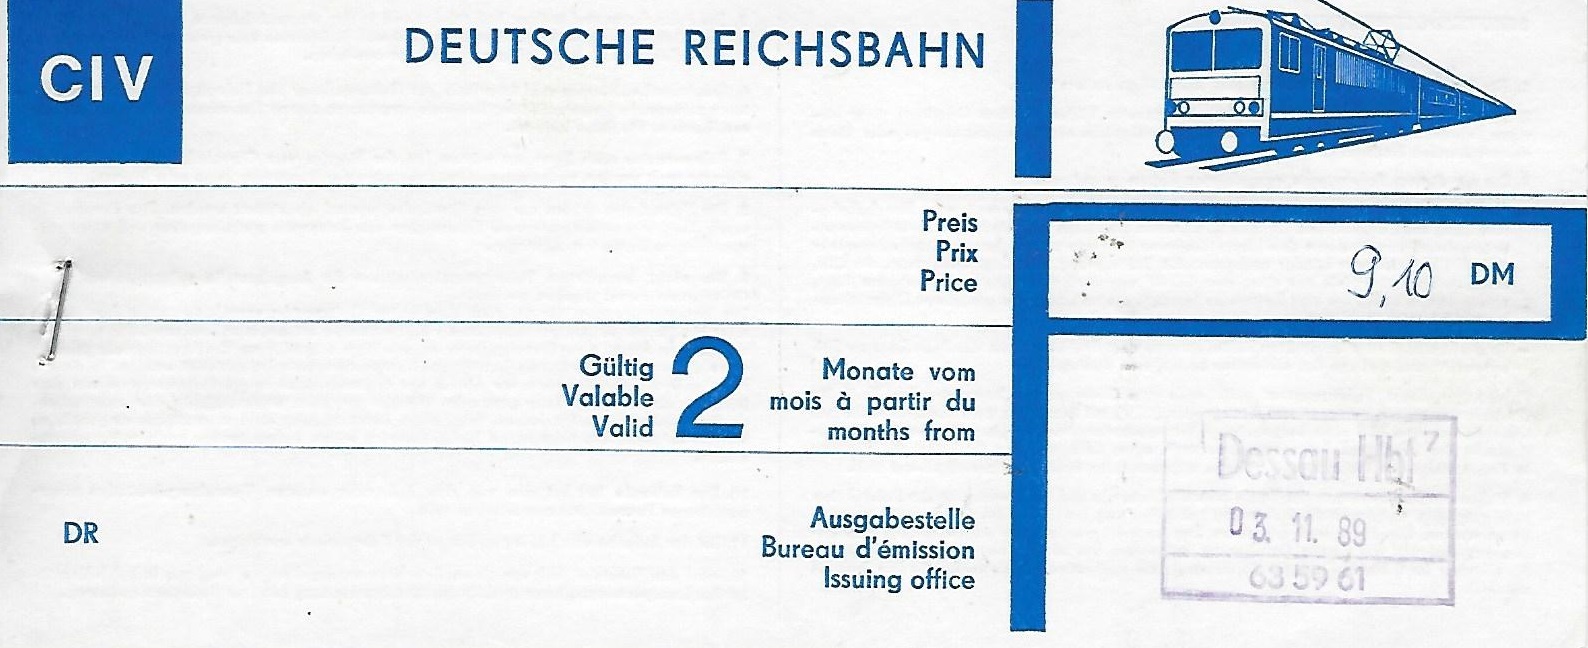 CIV
DEUTSCHE REICHSBAHN
Preis
Prix
Price
9,10 DM
Gültig
Valable
Valid
2
Monate vom
mois à partir du
months from
DR
Ausgabestelle
Bureau d'émission
Issuing office
Dessau Hbf 7
03. 11. 89
63 59 61